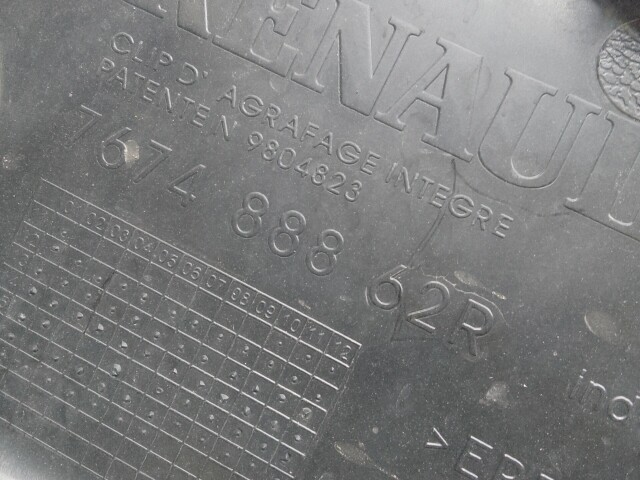 RENAULT
CLIP D' AGRAFAGE INTEGRE
PATENTE N° 9804823
7674 888 62R
01 02 03 04 05 06 07 08 09 10 11 12
ind